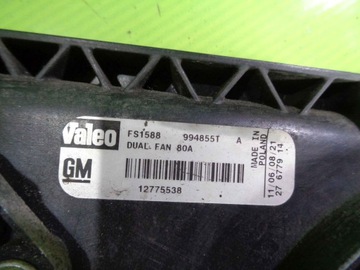 Valeo
FS1588 994855T A
DUAL FAN 80A
GM
12775538
MADE IN
POLAND
11/06/08/21
27 6779 14